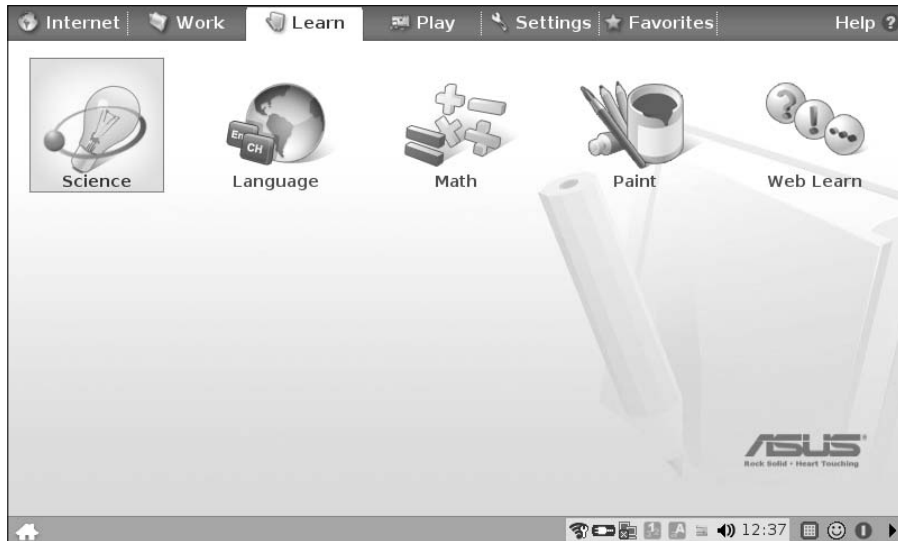 Internet Work Learn Play Settings Favorites Help ?
En
CH
? !
Science Language Math Paint Web Learn
ASUS®
Rock Solid • Heart Touching
1 A 12:37